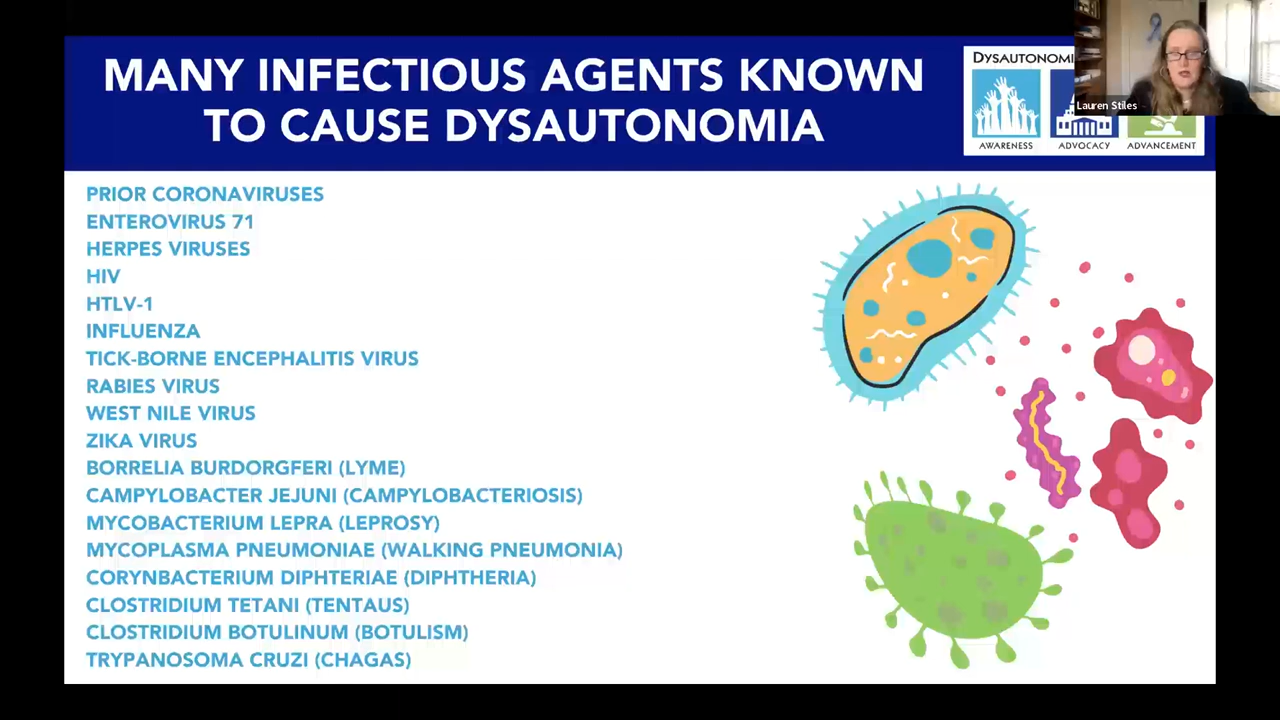 MANY INFECTIOUS AGENTS KNOWN
TO CAUSE DYSAUTONOMIA
AWARENESS
ADVOCACY
ADVANCEMENT
Lauren Stiles
PRIOR CORONAVIRUSES
ENTEROVIRUS 71
HERPES VIRUSES
HIV
HTLV-1
INFLUENZA
TICK-BORNE ENCEPHALITIS VIRUS
RABIES VIRUS
WEST NILE VIRUS
ZIKA VIRUS
BORRELIA BURDORGFERI (LYME)
CAMPYLOBACTER JEJUNI (CAMPYLOBACTERIOSIS)
MYCOBACTERIUM LEPRA (LEPROSY)
MYCOPLASMA PNEUMONIAE (WALKING PNEUMONIA)
CORYNBACTERIUM DIPHTERIAE (DIPHTHERIA)
CLOSTRIDIUM TETANI (TENTAUS)
CLOSTRIDIUM BOTULINUM (BOTULISM)
TRYPANOSOMA CRUZI (CHAGAS)